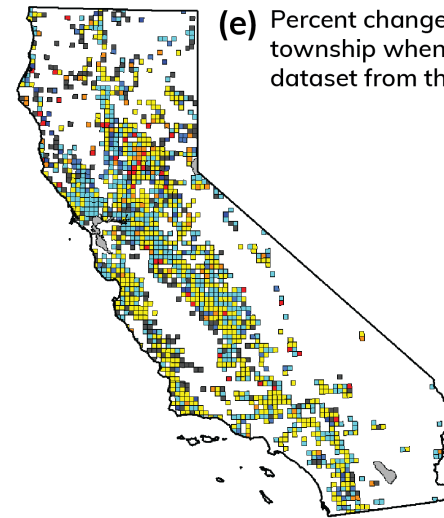 (e) Percent change
township when
dataset from th